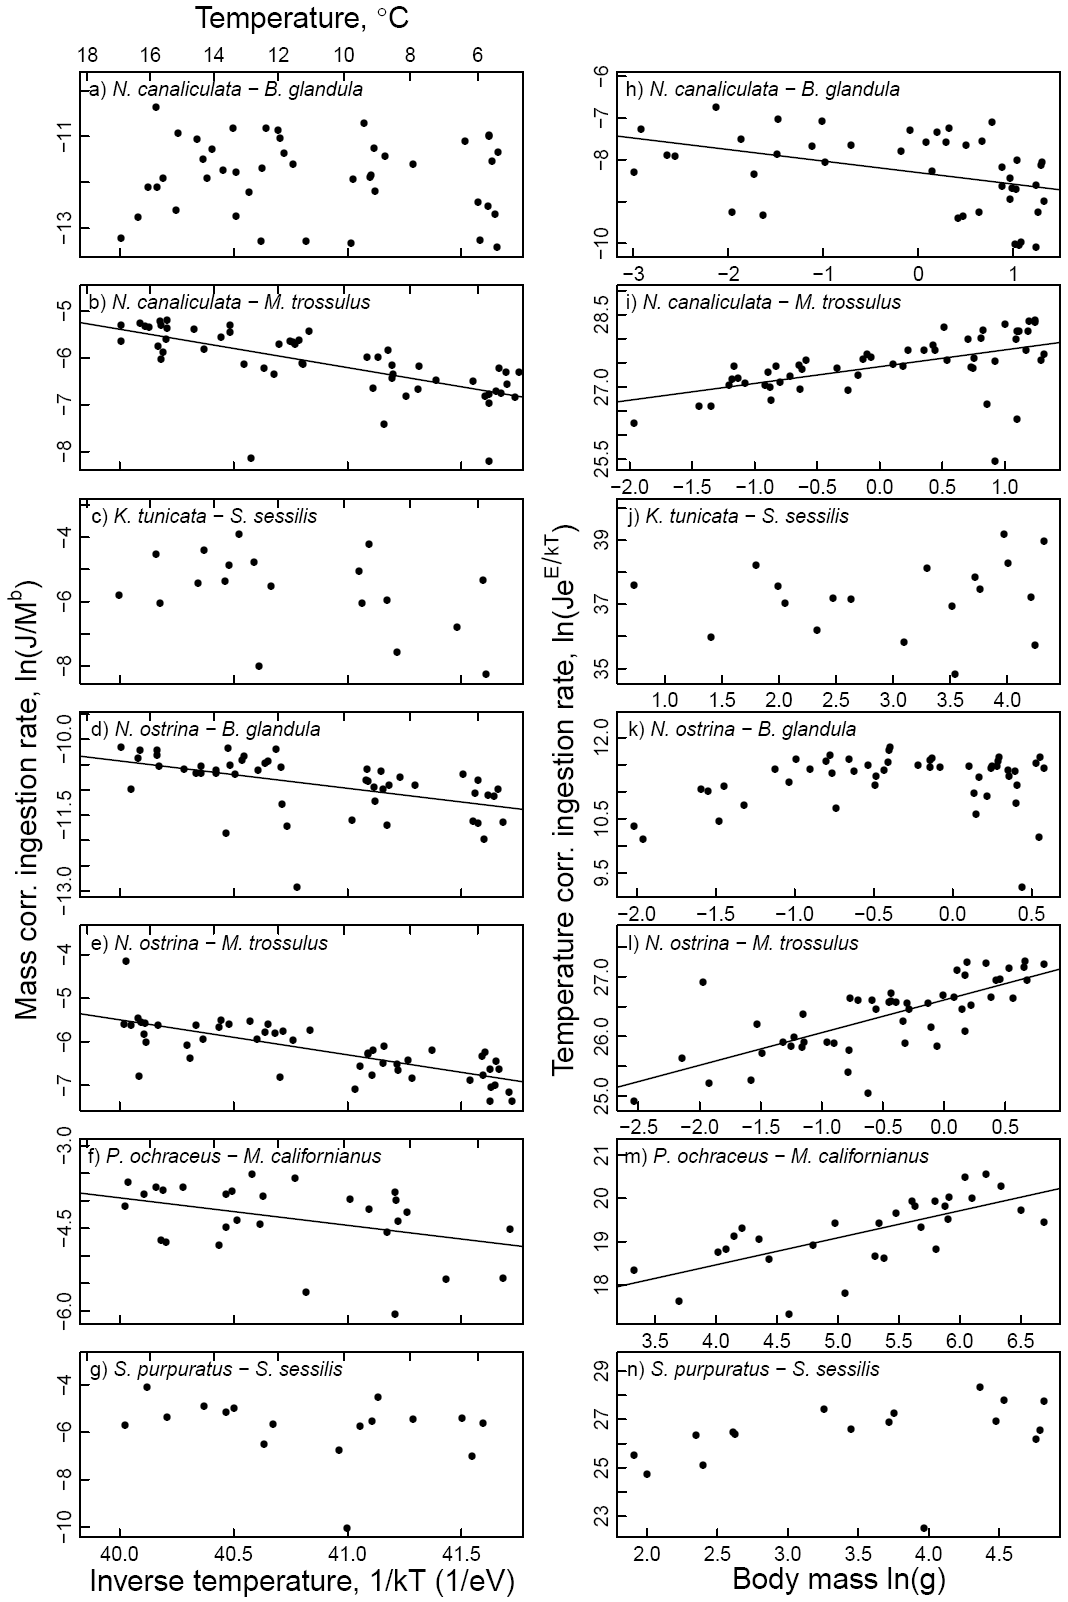 Temperature, °C
18 16 14 12 10 8 6
a) N. canaliculata − B. glandula
−11
−13
h) N. canaliculata − B. glandula
−6
−7
−8
−10
−3 −2 −1 0 1
b) N. canaliculata − M. trossulus
−5
−6
−7
−8
i) N. canaliculata − M. trossulus
28.5
27.0
25.5
−2.0 −1.5 −1.0 −0.5 0.0 0.5 1.0
c) K. tunicata − S. sessilis
−4
−6
−8
j) K. tunicata − S. sessilis
39
37
35
1.0 1.5 2.0 2.5 3.0 3.5 4.0
d) N. ostrina − B. glandula
−10.0
−11.5
−13.0
k) N. ostrina − B. glandula
12.0
10.5
9.5
−2.0 −1.5 −1.0 −0.5 0.0 0.5
e) N. ostrina − M. trossulus
−4
−5
−6
−7
l) N. ostrina − M. trossulus
27.0
26.0
25.0
−2.5 −2.0 −1.5 −1.0 −0.5 0.0 0.5
f) P. ochraceus − M. californianus
−3.0
−4.5
−6.0
m) P. ochraceus − M. californianus
21
20
19
18
3.5 4.0 4.5 5.0 5.5 6.0 6.5
g) S. purpuratus − S. sessilis
−4
−6
−8
−10
40.0 40.5 41.0 41.5
n) S. purpuratus − S. sessilis
29
27
25
23
2.0 2.5 3.0 3.5 4.0 4.5
Mass corr. ingestion rate, ln(J/M^b)
Temperature corr. ingestion rate, ln(Je^E/kT)
Inverse temperature, 1/kT (1/eV)
Body mass ln(g)